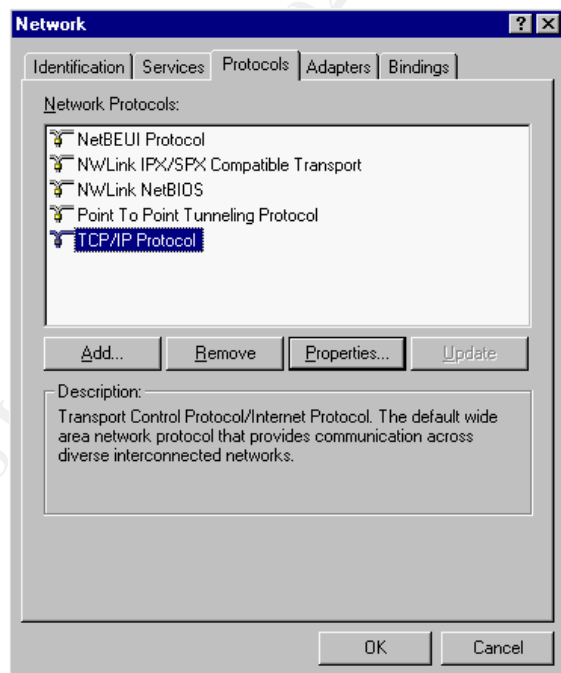 Network
Identification Services Protocols Adapters Bindings
Network Protocols:
NetBEUI Protocol
NWLink IPX/SPX Compatible Transport
NWLink NetBIOS
Point To Point Tunneling Protocol
TCP/IP Protocol
Add... Remove Properties... Update
Description:
Transport Control Protocol/Internet Protocol. The default wide
area network protocol that provides communication across
diverse interconnected networks.
OK Cancel